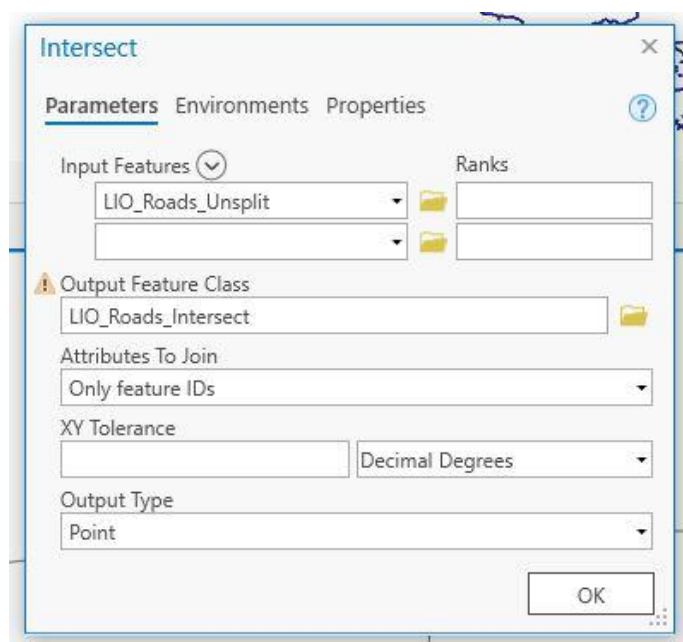 Intersect
Parameters Environments Properties
Input Features Ranks
LIO_Roads_Unsplit
Output Feature Class
LIO_Roads_Intersect
Attributes To Join
Only feature IDs
XY Tolerance
Decimal Degrees
Output Type
Point
OK